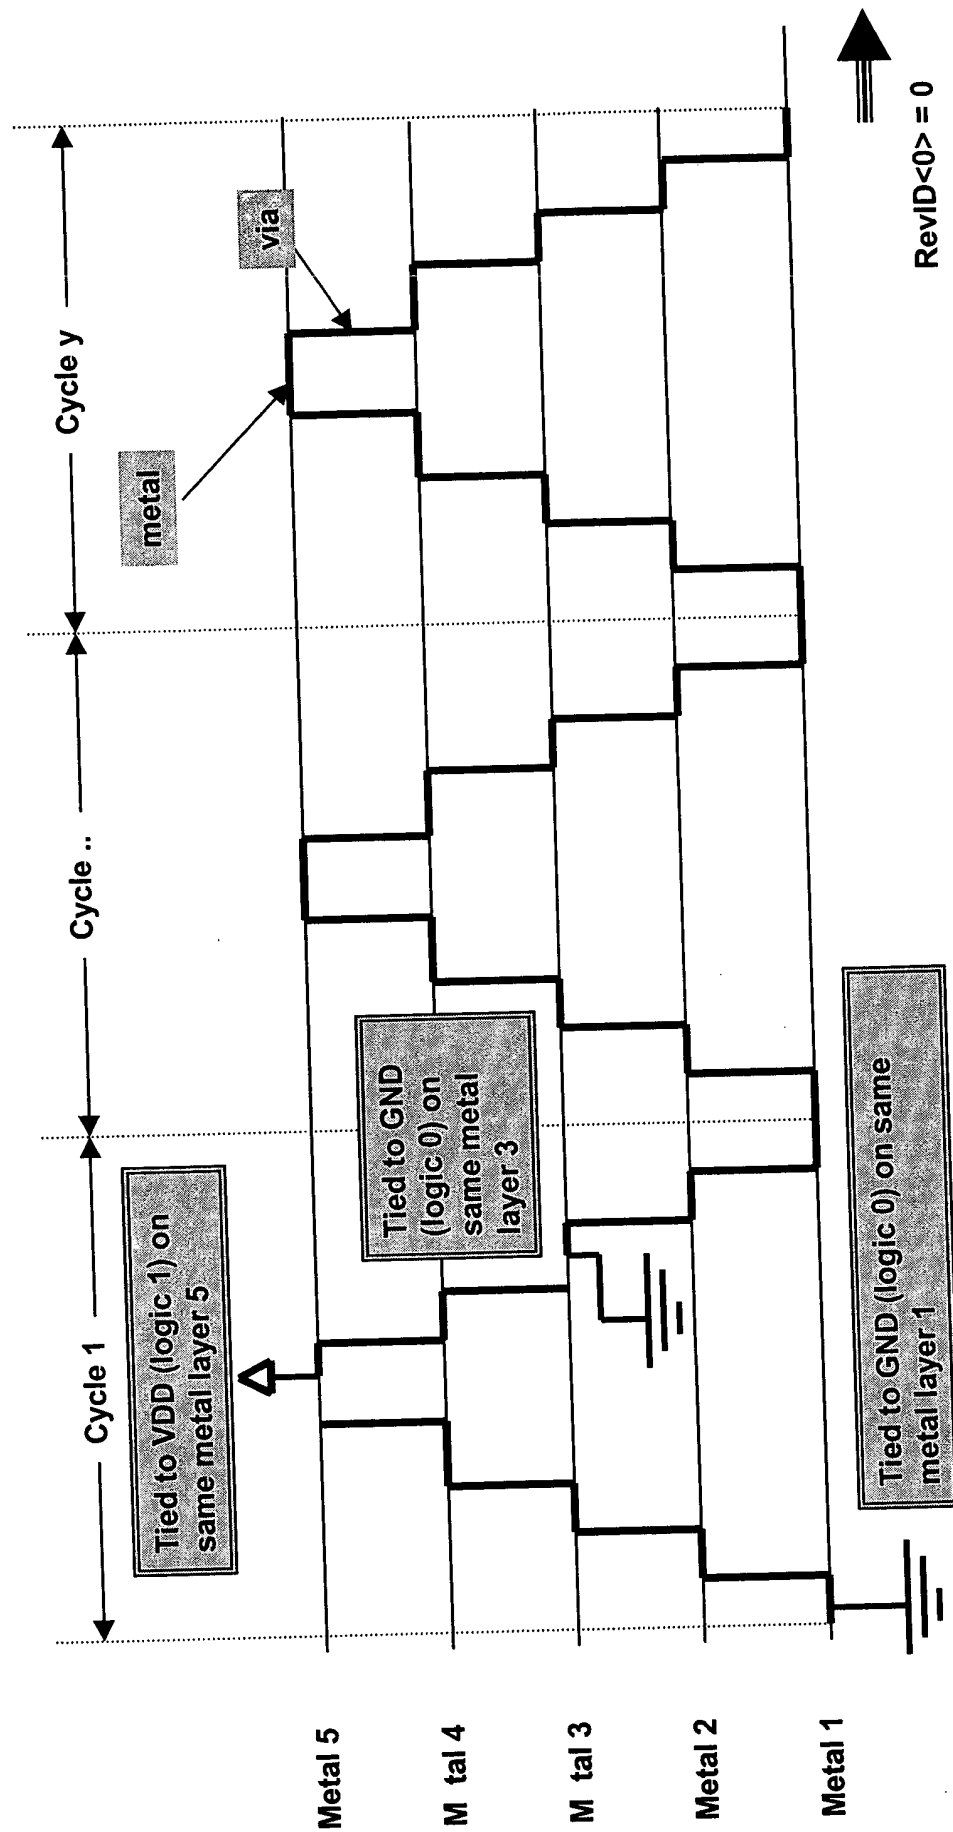 Cycle 1
Cycle ..
Cycle y
Tied to VDD (logic 1) on
same metal layer 5
metal
via
Tied to GND
(logic 0) on
same metal
layer 3
Metal 5
M tal 4
M tal 3
Metal 2
Metal 1
Tied to GND (logic 0) on same
metal layer 1
RevID<0> = 0